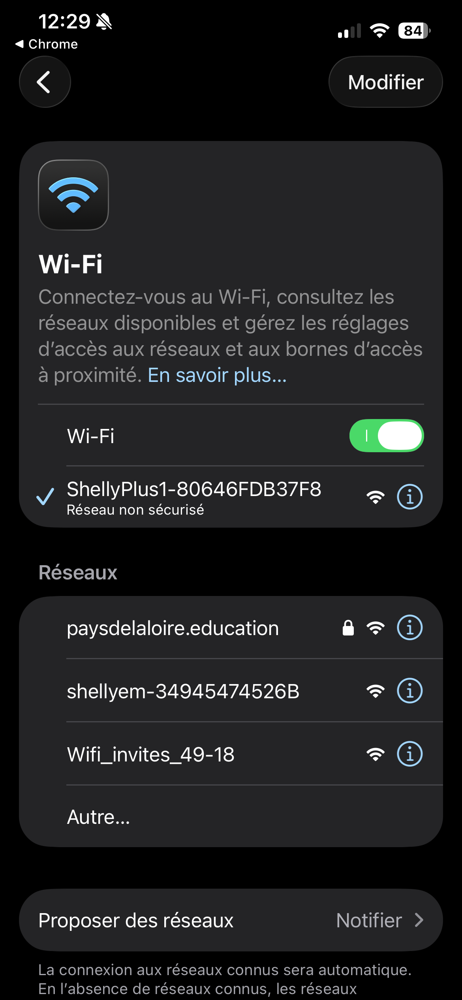 12:29
Chrome
84
Modifier
Wi-Fi
Connectez-vous au Wi-Fi, consultez les
réseaux disponibles et gérez les réglages
d’accès aux réseaux et aux bornes d’accès
à proximité. En savoir plus...
Wi-Fi
ShellyPlus1-80646FDB37F8
Réseau non sécurisé
Réseaux
paysdelaloire.education
shellyem-34945474526B
Wifi_invites_49-18
Autre...
Proposer des réseaux Notifier
La connexion aux réseaux connus sera automatique.
En l’absence de réseaux connus, les réseaux